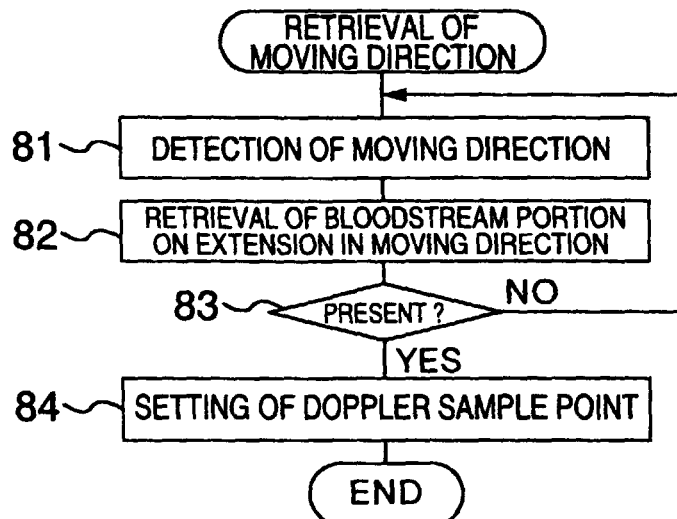 RETRIEVAL OF
MOVING DIRECTION
81
DETECTION OF MOVING DIRECTION
82
RETRIEVAL OF BLOODSTREAM PORTION
ON EXTENSION IN MOVING DIRECTION
83
PRESENT ?
NO
YES
84
SETTING OF DOPPLER SAMPLE POINT
END